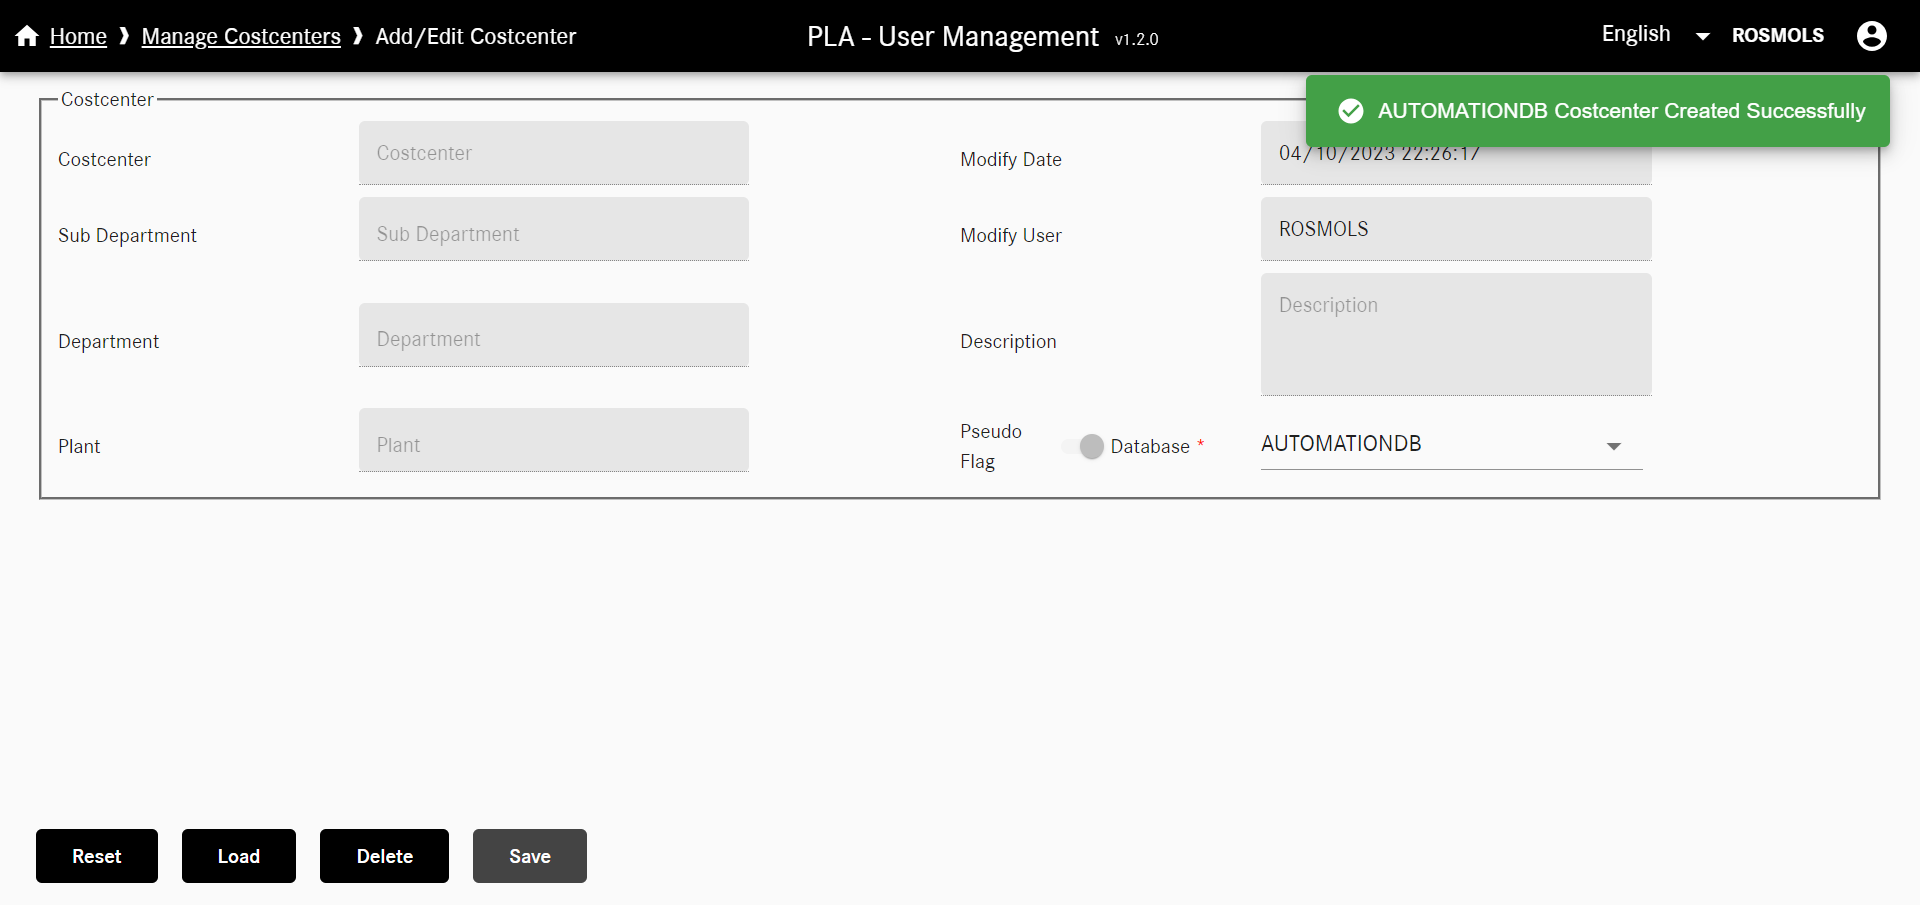 Home ❱ Manage Costcenters ❱ Add/Edit Costcenter
PLA - User Management v1.2.0
English
ROSMOLS
AUTOMATIONDB Costcenter Created Successfully
Costcenter
Costcenter
Costcenter
Modify Date
04/10/2023 22:26:17
Sub Department
Sub Department
Modify User
ROSMOLS
Department
Department
Description
Description
Plant
Plant
Pseudo
Flag
Database *
AUTOMATIONDB
Reset
Load
Delete
Save